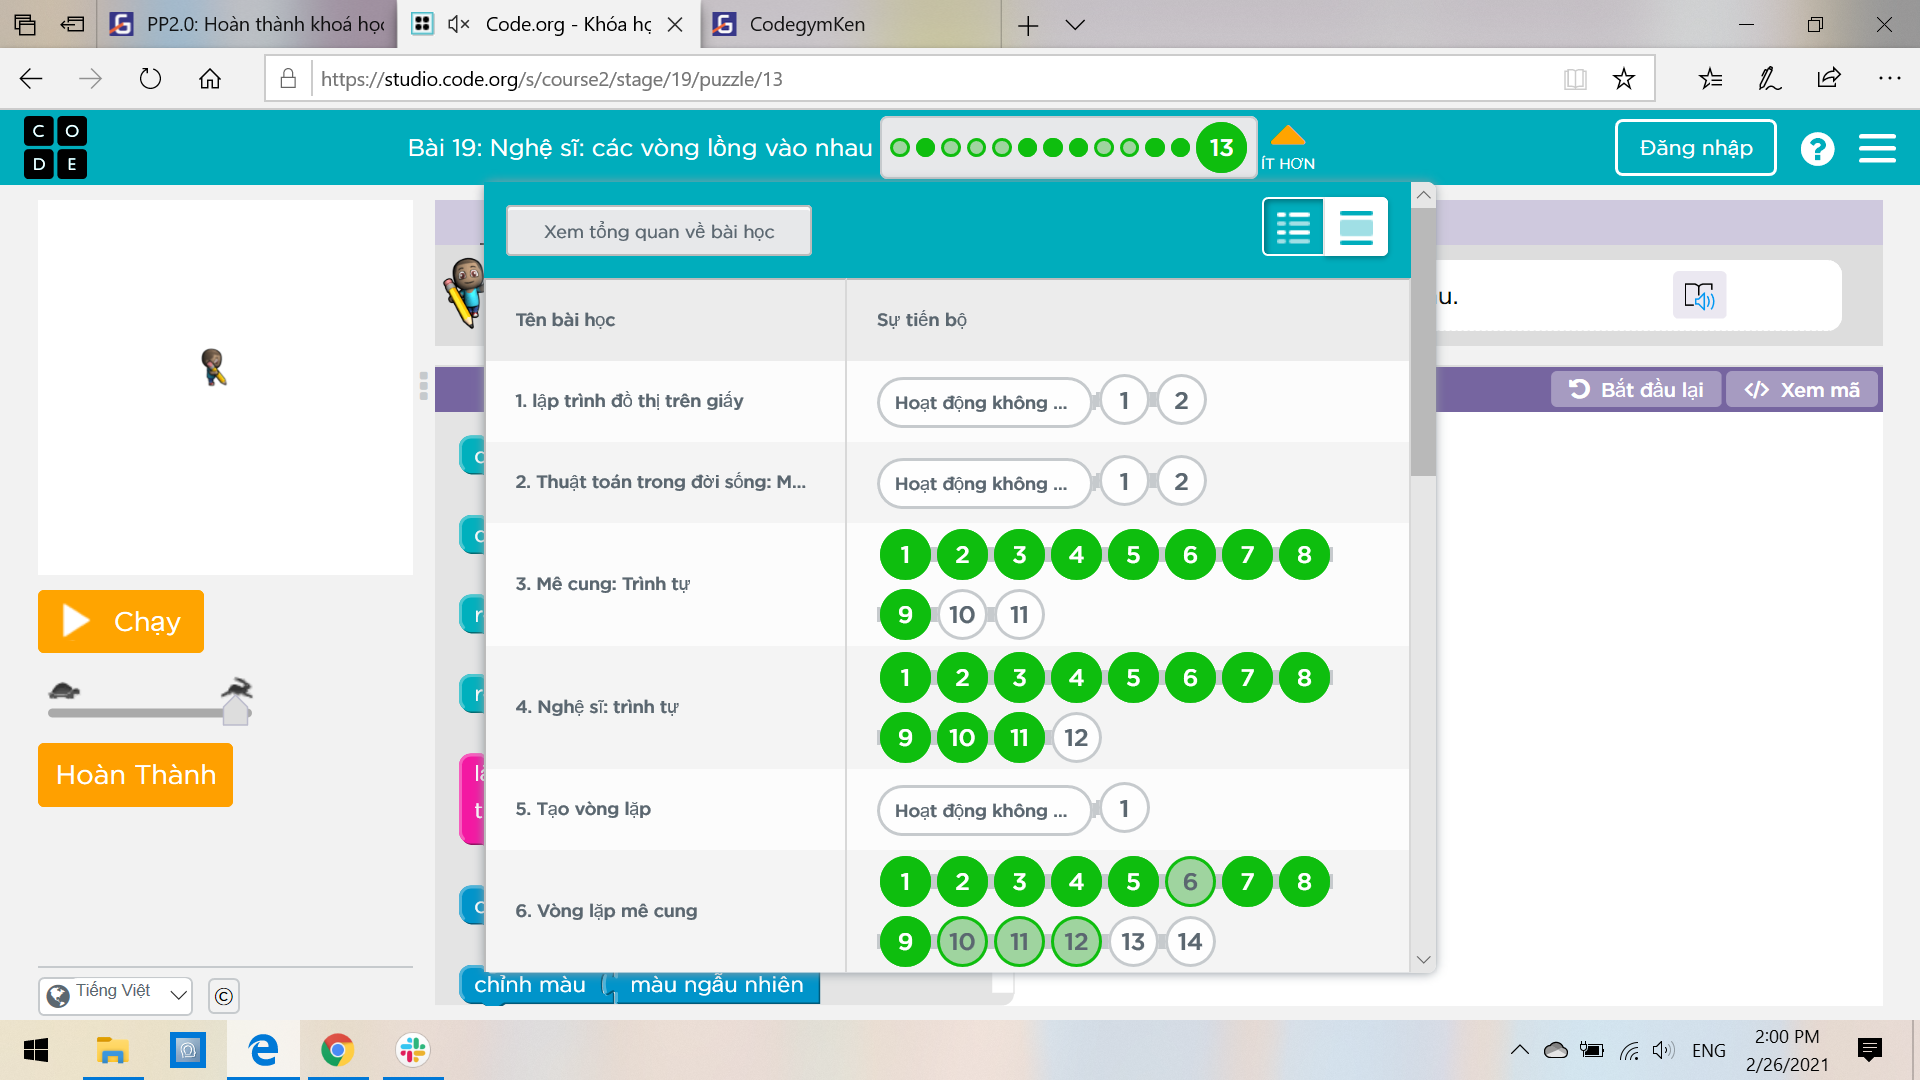 PP2.0: Hoàn thành khoá học
Code.org - Khóa họ
CodegymKen
https://studio.code.org/s/course2/stage/19/puzzle/13
C O
D E
Bài 19: Nghệ sĩ: các vòng lồng vào nhau
13
ÍT HƠN
Đăng nhập
?
Xem tổng quan về bài học
u.
Tên bài học
Sự tiến bộ
1. lập trình đồ thị trên giấy
Hoạt động không ... 1 2
2. Thuật toán trong đời sống: M...
Hoạt động không ... 1 2
3. Mê cung: Trình tự
1 2 3 4 5 6 7 8
9 10 11
4. Nghệ sĩ: trình tự
1 2 3 4 5 6 7 8
9 10 11 12
5. Tạo vòng lặp
Hoạt động không ... 1
6. Vòng lặp mê cung
1 2 3 4 5 6 7 8
9 10 11 12 13 14
Bắt đầu lại
</> Xem mã
Chạy
Hoàn Thành
chỉnh màu
màu ngẫu nhiên
Tiếng Việt
©
ENG
2:00 PM
2/26/2021